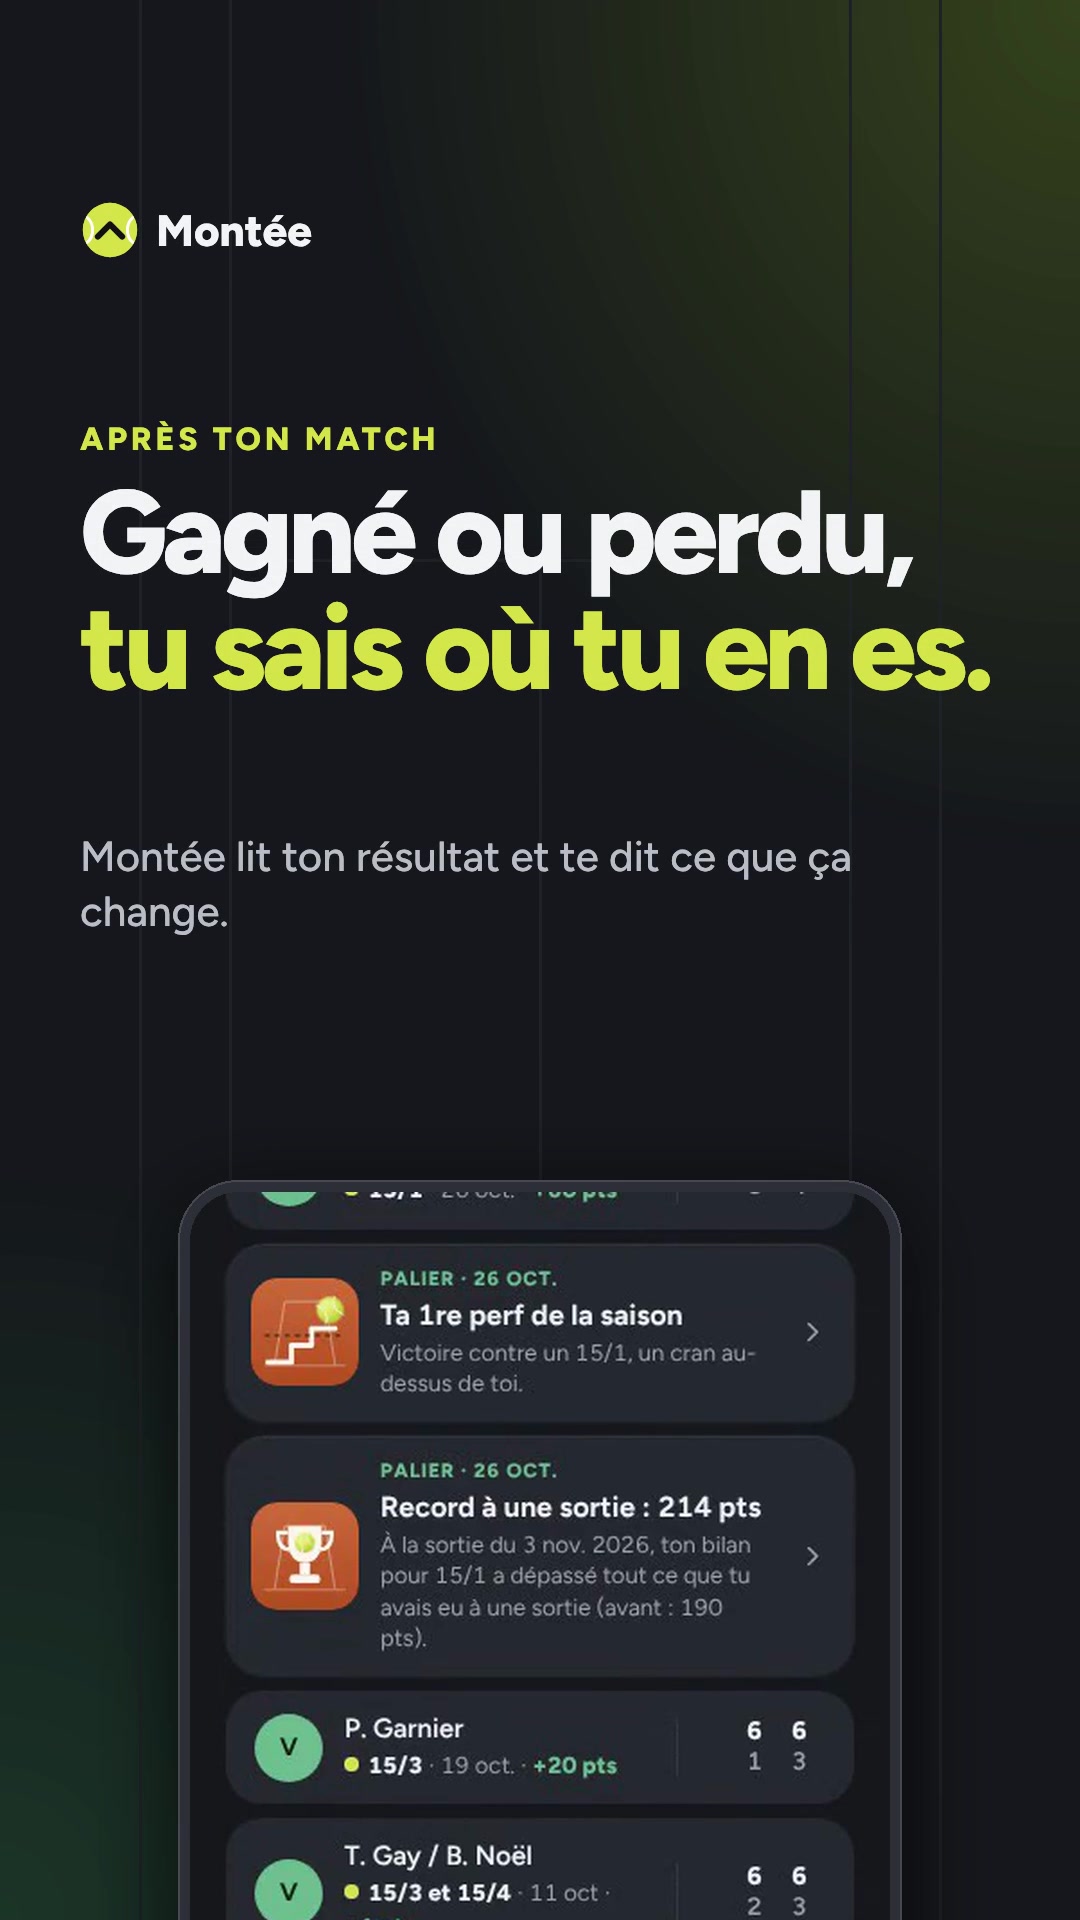 Montée
APRÈS TON MATCH
Gagné ou perdu,
tu sais où tu en es.
Montée lit ton résultat et te dit ce que ça
change.
15/1 · 26 oct. · pts
PALIER · 26 OCT.
Ta 1re perf de la saison
Victoire contre un 15/1, un cran au-
dessus de toi.
PALIER · 26 OCT.
Record à une sortie : 214 pts
À la sortie du 3 nov. 2026, ton bilan
pour 15/1 a dépassé tout ce que tu
avais eu à une sortie (avant : 190
pts).
V
P. Garnier
6 6
15/3 · 19 oct. · +20 pts
1 3
T. Gay / B. Noël
V
6 6
15/3 et 15/4 · 11 oct ·
2 3